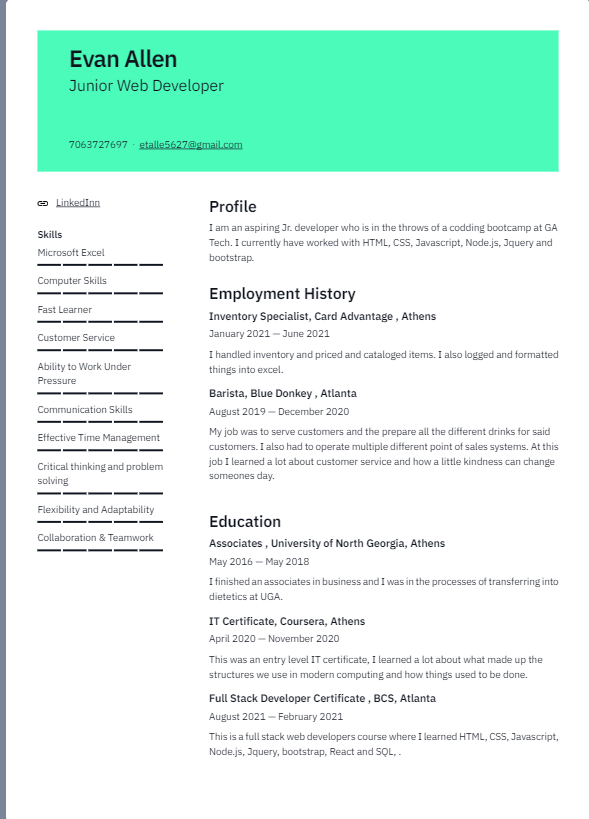 Evan Allen
Junior Web Developer
7063727697 · etalle5627@gmail.com
LinkedInn
Skills
Microsoft Excel
Computer Skills
Fast Learner
Customer Service
Ability to Work Under
Pressure
Communication Skills
Effective Time Management
Critical thinking and problem
solving
Flexibility and Adaptability
Collaboration & Teamwork
Profile
I am an aspiring Jr. developer who is in the throws of a codding bootcamp at GA
Tech. I currently have worked with HTML, CSS, Javascript, Node.js, Jquery and
bootstrap.
Employment History
Inventory Specialist, Card Advantage , Athens
January 2021 — June 2021
I handled inventory and priced and cataloged items. I also logged and formatted
things into excel.
Barista, Blue Donkey , Atlanta
August 2019 — December 2020
My job was to serve customers and the prepare all the different drinks for said
customers. I also had to operate multiple different point of sales systems. At this
job I learned a lot about customer service and how a little kindness can change
someones day.
Education
Associates , University of North Georgia, Athens
May 2016 — May 2018
I finished an associates in business and I was in the processes of transferring into
dietetics at UGA.
IT Certificate, Coursera, Athens
April 2020 — November 2020
This was an entry level IT certificate, I learned a lot about what made up the
structures we use in modern computing and how things used to be done.
Full Stack Developer Certificate , BCS, Atlanta
August 2021 — February 2021
This is a full stack web developers course where I learned HTML, CSS, Javascript,
Node.js, Jquery, bootstrap, React and SQL, .